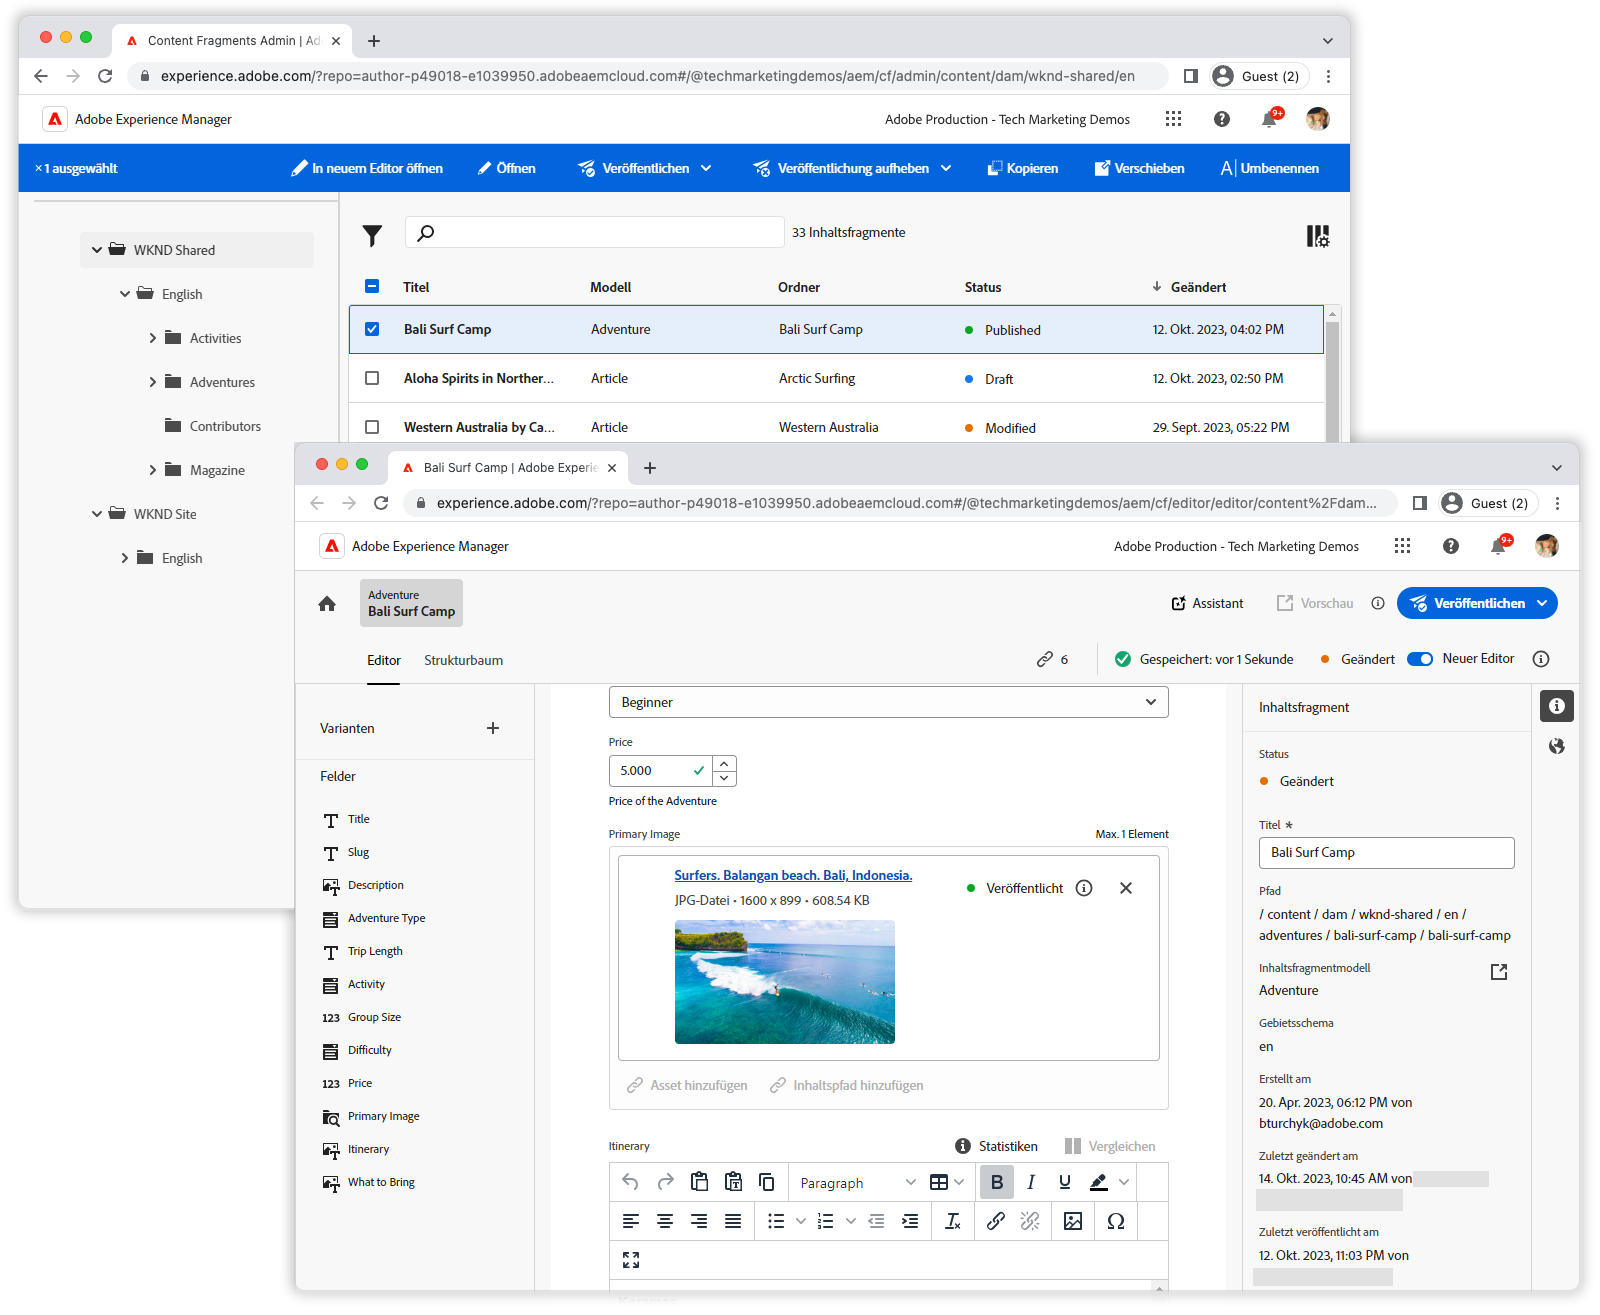 Content Fragments Admin | Ad
experience.adobe.com/?repo=author-p49018-e1039950.adobeaemcloud.com#/@techmarketingdemos/aem/cf/admin/content/dam/wknd-shared/en
Guest (2)
Adobe Experience Manager
Adobe Production - Tech Marketing Demos
9+
× 1 ausgewählt
In neuem Editor öffnen
Öffnen
Veröffentlichen
Veröffentlichung aufheben
Kopieren
Verschieben
A| Umbenennen
WKND Shared
English
Activities
Adventures
Contributors
Magazine
WKND Site
English
33 Inhaltsfragmente
Titel Modell Ordner Status Geändert
Bali Surf Camp Adventure Bali Surf Camp Published 12. Okt. 2023, 04:02 PM
Aloha Spirits in Norther... Article Arctic Surfing Draft 12. Okt. 2023, 02:50 PM
Western Australia by Ca... Article Western Australia Modified 29. Sept. 2023, 05:22 PM
Bali Surf Camp | Adobe Experie
experience.adobe.com/?repo=author-p49018-e1039950.adobeaemcloud.com#/@techmarketingdemos/aem/cf/editor/editor/content%2Fdam...
Guest (2)
Adobe Experience Manager
Adobe Production - Tech Marketing Demos
9+
Adventure
Bali Surf Camp
Assistant
Vorschau
Veröffentlichen
Editor
Strukturbaum
6
Gespeichert: vor 1 Sekunde
Geändert
Neuer Editor
Varianten
Felder
Title
Slug
Description
Adventure Type
Trip Length
Activity
123 Group Size
Difficulty
123 Price
Primary Image
Itinerary
What to Bring
Beginner
Price
5.000
Price of the Adventure
Primary Image
Max. 1 Element
Surfers. Balangan beach. Bali, Indonesia.
JPG-Datei • 1600 x 899 • 608.54 KB
Veröffentlicht
Asset hinzufügen
Inhaltspfad hinzufügen
Itinerary
Statistiken
Vergleichen
Paragraph
B I U
Ω
Inhaltsfragment
Status
Geändert
Titel *
Bali Surf Camp
Pfad
/ content / dam / wknd-shared / en /
adventures / bali-surf-camp / bali-surf-camp
Inhaltsfragmentmodell
Adventure
Gebietsschema
en
Erstellt am
20. Apr. 2023, 06:12 PM von
bturchyk@adobe.com
Zuletzt geändert am
14. Okt. 2023, 10:45 AM von
Zuletzt veröffentlicht am
12. Okt. 2023, 11:03 PM von